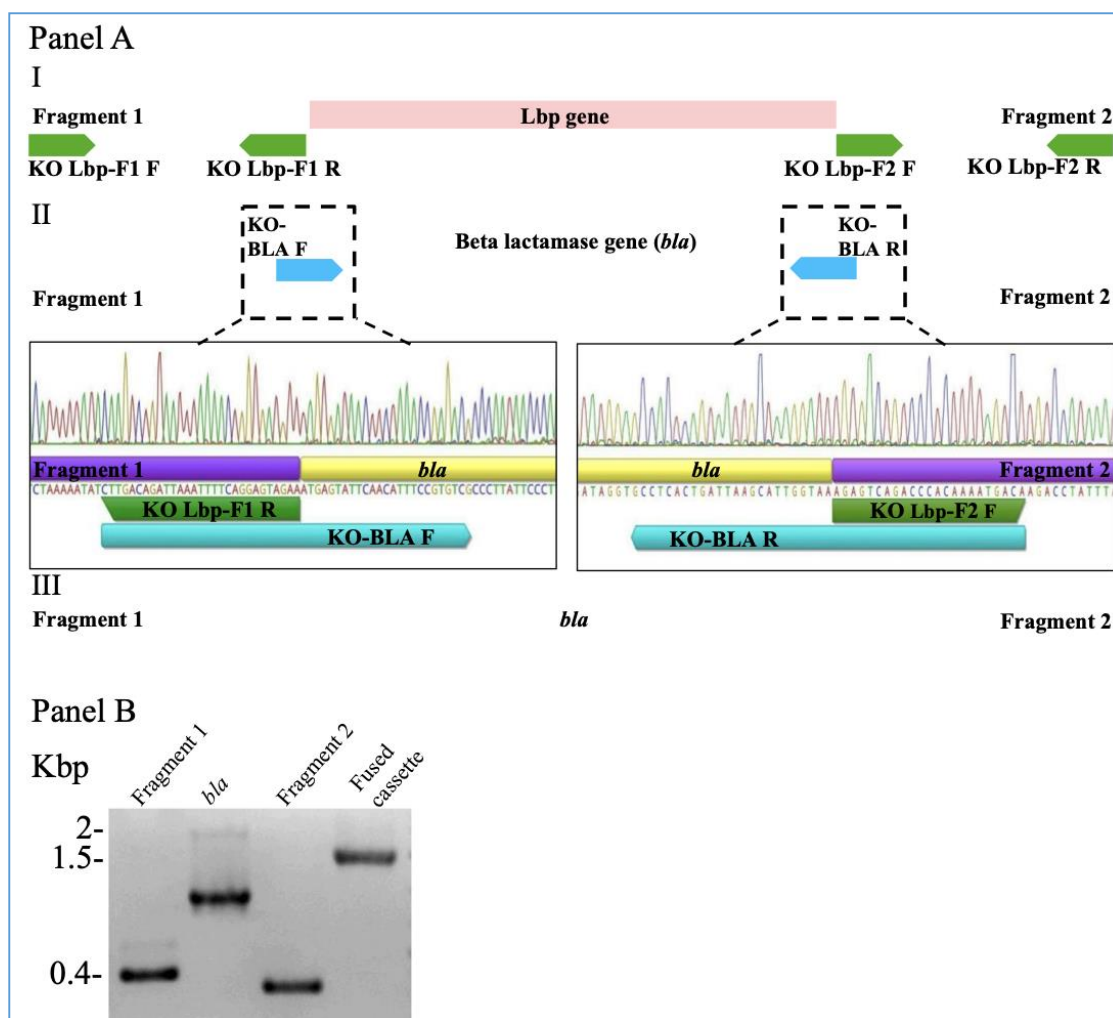 Panel A
I
Fragment 1
Lbp gene
Fragment 2
KO Lbp-F1 F
KO Lbp-F1 R
KO Lbp-F2 F
KO Lbp-F2 R
II
KO-
BLA F
Beta lactamase gene (bla)
KO-
BLA R
Fragment 1
Fragment 2
Fragment 1
bla
bla
Fragment 2
CTAAAAATATCTTGACAGATTAAATTTTCAGGAGTAGAAATGAGTATTCAACATTTCCGTGTCGCCCTTATTCCCT
ATAGGTGCCTCACTGATTAAGCATTGGTAAAGAGTCAGACCCACAAAATGACAAGACCTATTT
KO Lbp-F1 R
KO Lbp-F2 F
KO-BLA F
KO-BLA R
III
Fragment 1
bla
Fragment 2
Panel B
Kbp
Fragment 1
bla
Fragment 2
Fused
cassette
2-
1.5-
0.4-